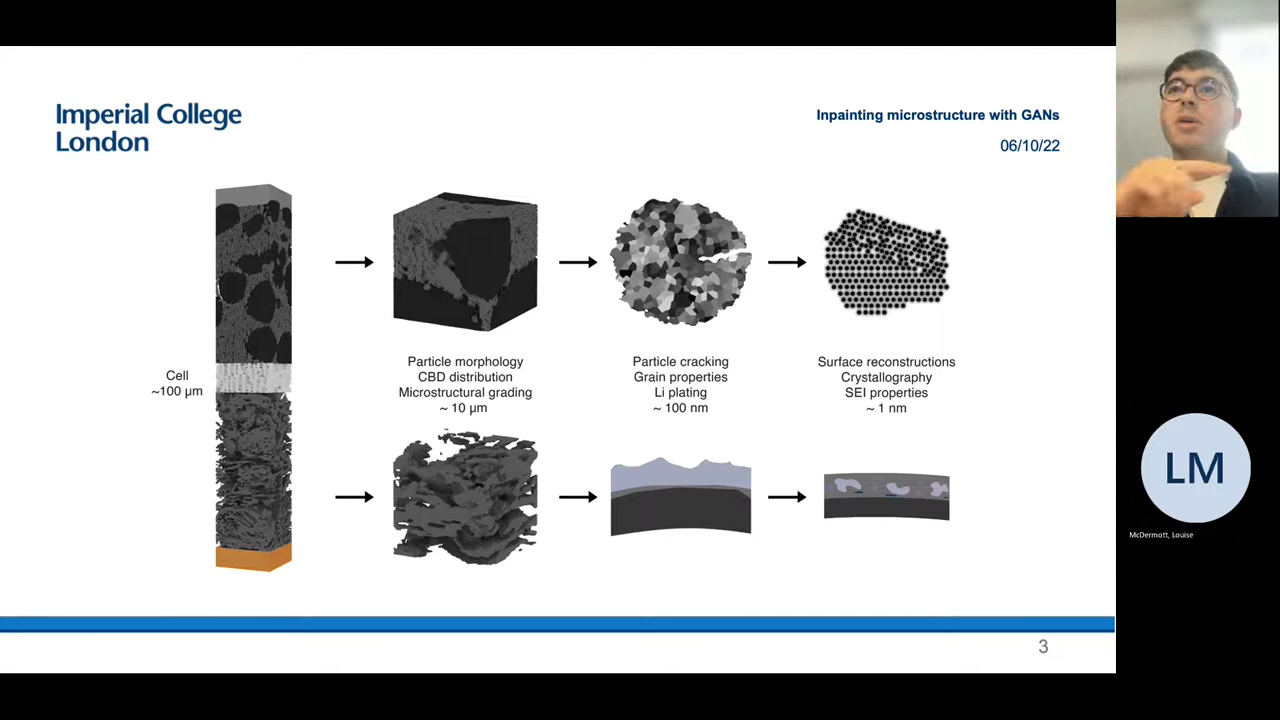 Imperial College
London
Inpainting microstructure with GANs
06/10/22
Cell
~100 µm
Particle morphology
CBD distribution
Microstructural grading
~ 10 µm
Particle cracking
Grain properties
Li plating
~ 100 nm
Surface reconstructions
Crystallography
SEI properties
~ 1 nm
LM
McDermott, Louise
3